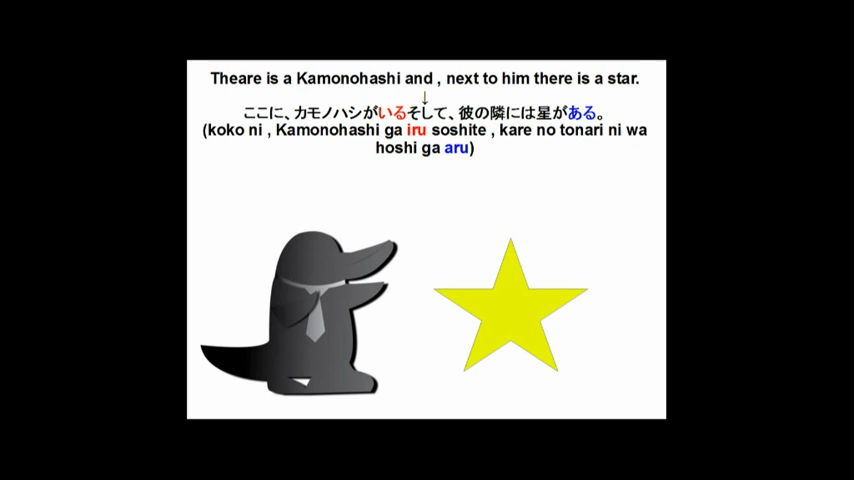 Theare is a Kamonohashi and , next to him there is a star.
↓
ここに、カモノハシがいるそして、彼の隣には星がある。
(koko ni , Kamonohashi ga iru soshite , kare no tonari ni wa
hoshi ga aru)